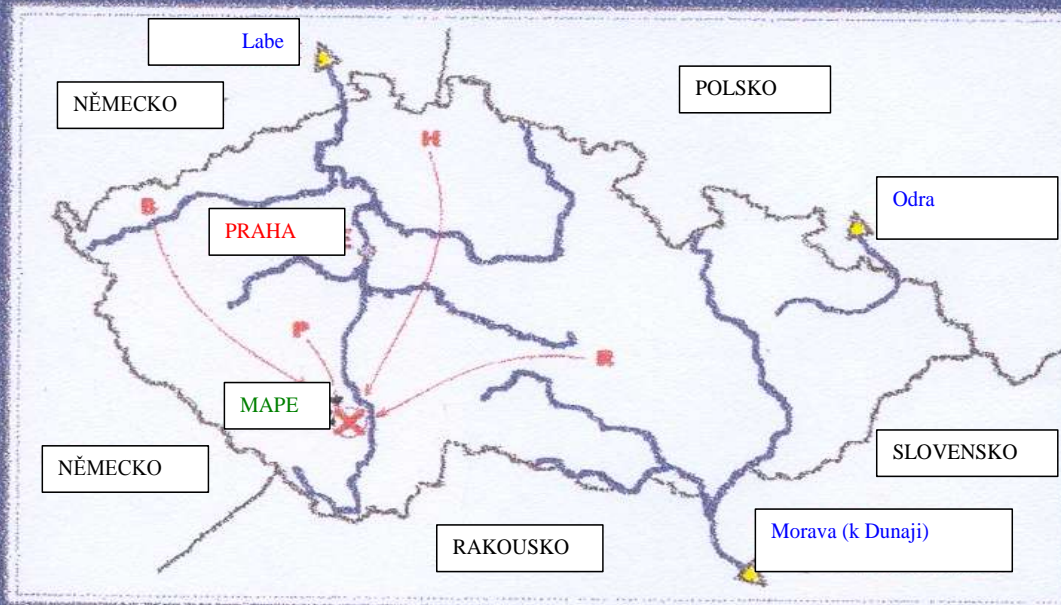 Labe
NĚMECKO
POLSKO
H
B
Odra
PRAHA
P
R
MAPE
NĚMECKO
SLOVENSKO
Morava (k Dunaji)
RAKOUSKO